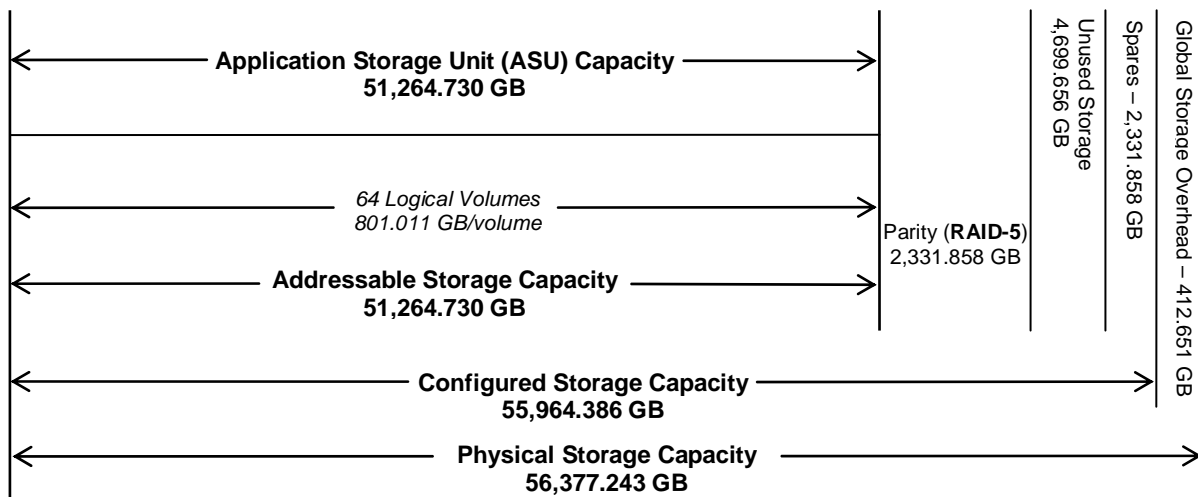 Application Storage Unit (ASU) Capacity
51,264.730 GB
64 Logical Volumes
801.011 GB/volume
Addressable Storage Capacity
51,264.730 GB
Parity (RAID-5)
2,331.858 GB
Unused Storage
4,699.656 GB
Spares – 2,331.858 GB
Global Storage Overhead – 412.651 GB
Configured Storage Capacity
55,964.386 GB
Physical Storage Capacity
56,377.243 GB